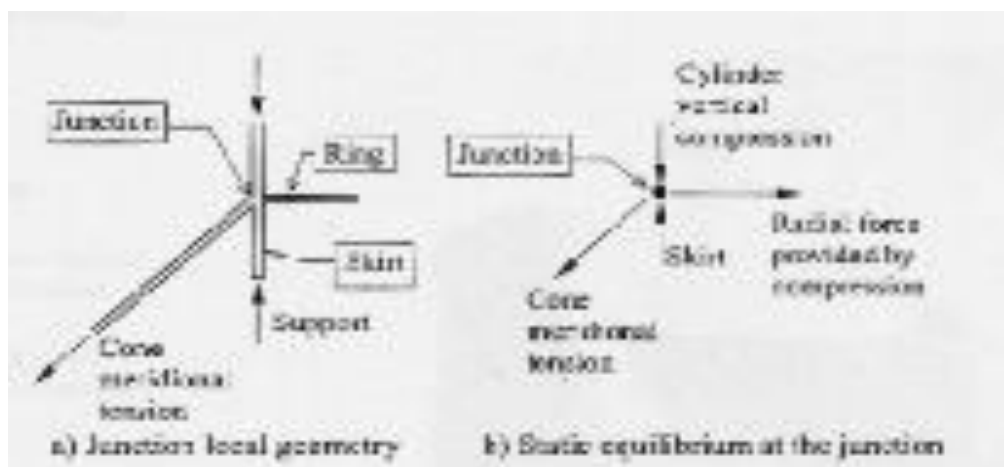 Junction
Ring
Skirt
Support
Cone
meridional
tension
a) Junction local geometry
Cylinder
vertical
compression
Junction
Skirt
Radial force
provided by
compression
Cone
meridional
tension
b) Static equilibrium at the junction